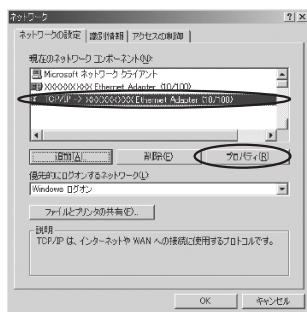 ネットワーク
ネットワークの設定 識別情報 アクセスの制御
現在のネットワーク コンポーネント(N):
Microsoft ネットワーク クライアント
XXXXXXXX Ethernet Adapter (10/100)
TCP/IP -> XXXXXXXXX Ethernet Adapter (10/100)
追加(A)... 削除(E) プロパティ(R)
優先的にログオンするネットワーク(L):
Windows ログオン
ファイルとプリンタの共有(F)...
説明
TCP/IP は、インターネットや WAN への接続に使用するプロトコルです。
OK キャンセル